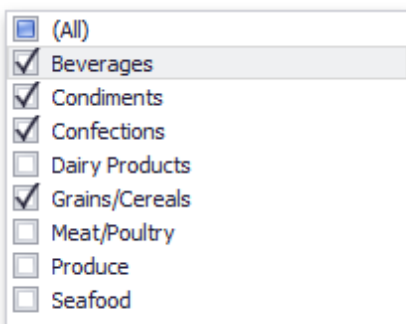 (All)
Beverages
Condiments
Confections
Dairy Products
Grains/Cereals
Meat/Poultry
Produce
Seafood